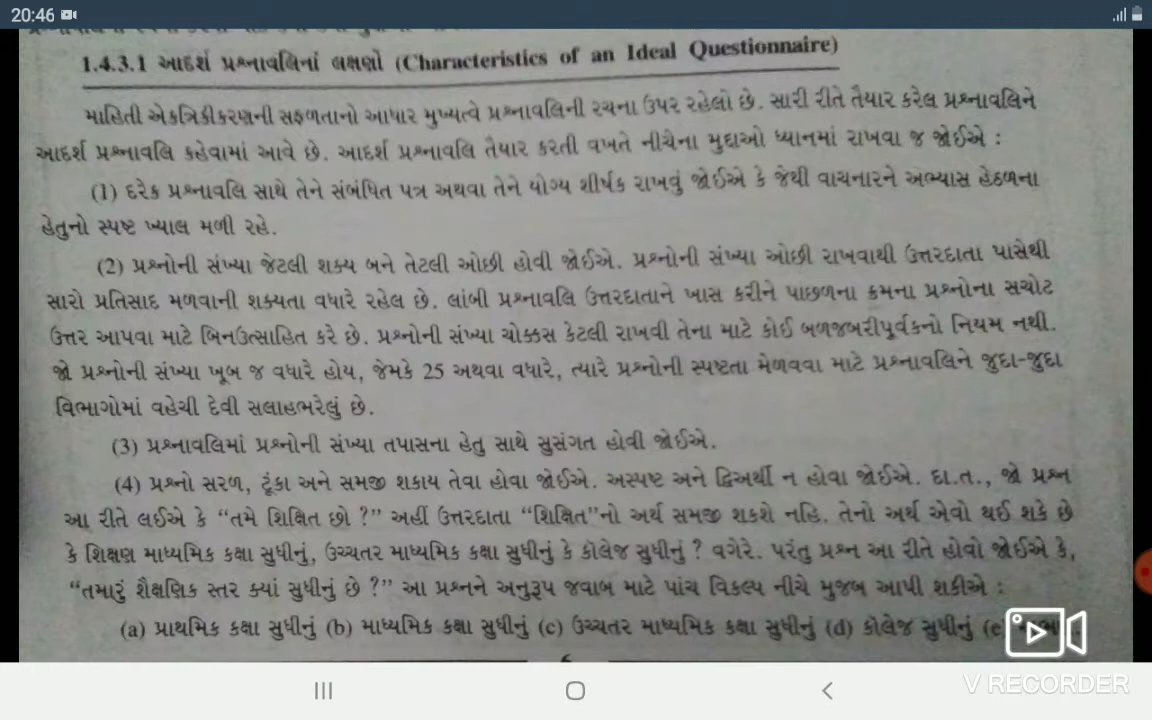 20:46
1.4.3.1 આદર્શ પ્રશ્નાવલિનાં લક્ષણો (Characteristics of an Ideal Questionnaire)
માહિતી એકત્રિકીકરણની સફળતાનો આધાર મુખ્યત્વે પ્રશ્નાવલિની રચના ઉપર રહેલો છે. સારી રીતે તૈયાર કરેલ પ્રશ્નાવલિને
આદર્શ પ્રશ્નાવલિ કહેવામાં આવે છે. આદર્શ પ્રશ્નાવલિ તૈયાર કરતી વખતે નીચેના મુદ્દાઓ ધ્યાનમાં રાખવા જ જોઈએ :
(1) દરેક પ્રશ્નાવલિ સાથે તેને સંબંધિત પત્ર અથવા તેને યોગ્ય શીર્ષક રાખવું જોઈએ કે જેથી વાચનારને અભ્યાસ હેઠળના
હેતુનો સ્પષ્ટ ખ્યાલ મળી રહે.
(2) પ્રશ્નોની સંખ્યા જેટલી શક્ય બને તેટલી ઓછી હોવી જોઈએ. પ્રશ્નોની સંખ્યા ઓછી રાખવાથી ઉત્તરદાતા પાસેથી
સારો પ્રતિસાદ મળવાની શક્યતા વધારે રહેલ છે. લાંબી પ્રશ્નાવલિ ઉત્તરદાતાને ખાસ કરીને પાછળના ક્રમના પ્રશ્નોના સચોટ
ઉત્તર આપવા માટે બિનઉત્સાહિત કરે છે. પ્રશ્નોની સંખ્યા ચોક્કસ કેટલી રાખવી તેના માટે કોઈ બળજબરીપૂર્વકનો નિયમ નથી.
જો પ્રશ્નોની સંખ્યા ખૂબ જ વધારે હોય, જેમકે 25 અથવા વધારે, ત્યારે પ્રશ્નોની સ્પષ્ટતા મેળવવા માટે પ્રશ્નાવલિને જુદા-જુદા
વિભાગોમાં વહેચી દેવી સલાહભરેલું છે.
(3) પ્રશ્નાવલિમાં પ્રશ્નોની સંખ્યા તપાસના હેતુ સાથે સુસંગત હોવી જોઈએ.
(4) પ્રશ્નો સરળ, ટૂંકા અને સમજી શકાય તેવા હોવા જોઈએ. અસ્પષ્ટ અને દ્વિઅર્થી ન હોવા જોઈએ. દા.ત., જો પ્રશ્ન
આ રીતે લઈએ કે “તમે શિક્ષિત છો ?” અહીં ઉત્તરદાતા “શિક્ષિત”નો અર્થ સમજી શકશે નહિ. તેનો અર્થ એવો થઈ શકે છે
કે શિક્ષણ માધ્યમિક કક્ષા સુધીનું, ઉચ્ચતર માધ્યમિક કક્ષા સુધીનું કે કૉલેજ સુધીનું ? વગેરે. પરંતુ પ્રશ્ન આ રીતે હોવો જોઈએ કે,
“તમારું શૈક્ષણિક સ્તર ક્યાં સુધીનું છે ?” આ પ્રશ્નને અનુરૂપ જવાબ માટે પાંચ વિકલ્પ નીચે મુજબ આપી શકીએ :
(a) પ્રાથમિક કક્ષા સુધીનું (b) માધ્યમિક કક્ષા સુધીનું (c) ઉચ્ચતર માધ્યમિક કક્ષા સુધીનું (d) કૉલેજ સુધીનું (e)
V RECORDER